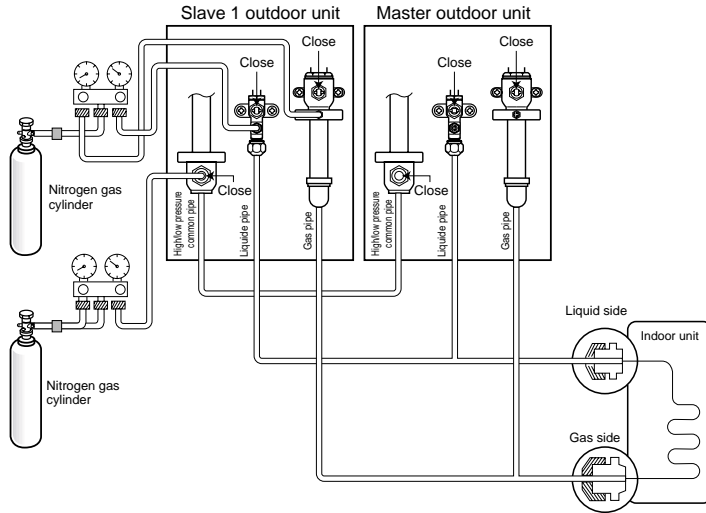 Slave 1 outdoor unit
Master outdoor unit
Close
Close
Close
Close
Close
Close
Nitrogen gas
cylinder
High/low pressure
common pipe
Liquide pipe
Gas pipe
High/low pressure
common pipe
Liquide pipe
Gas pipe
Nitrogen gas
cylinder
Liquid side
Indoor unit
Gas side